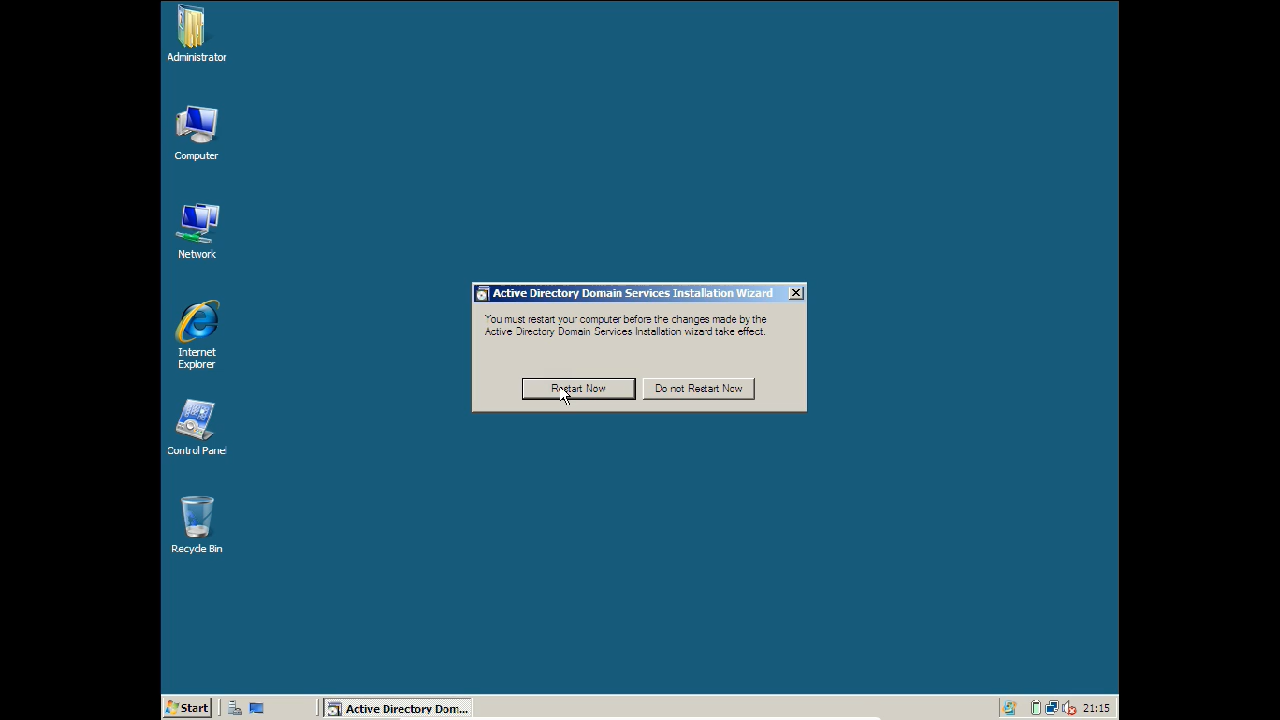 Administrator
Computer
Network
Internet
Explorer
Control Panel
Recycle Bin
Active Directory Domain Services Installation Wizard
You must restart your computer before the changes made by the
Active Directory Domain Services Installation wizard take effect.
Restart Now
Do not Restart Now
Start
Active Directory Dom...
21:15